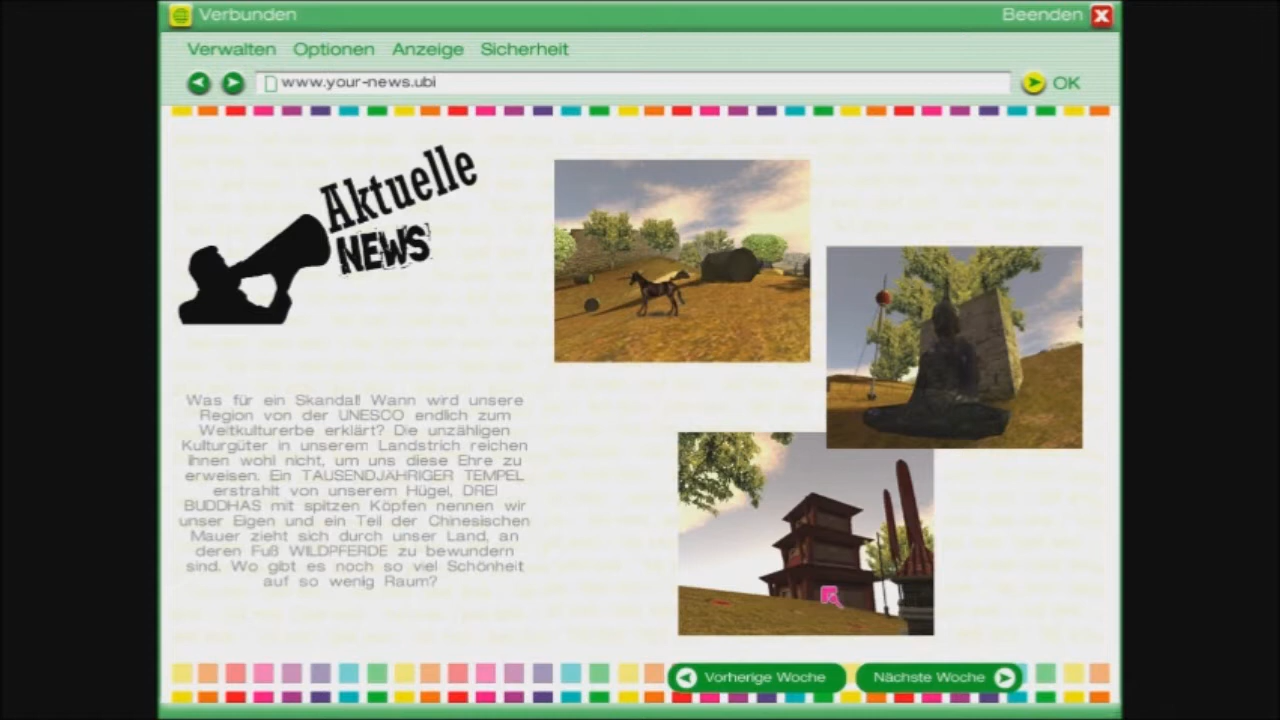 Verbunden
Beenden
Verwalten Optionen Anzeige Sicherheit
www.your-news.ubi
OK
Aktuelle
NEWS
Was für ein Skandal! Wann wird unsere
Region von der UNESCO endlich zum
Weltkulturerbe erklärt? Die unzähligen
Kulturgüter in unserem Landstrich reichen
ihnen wohl nicht, um uns diese Ehre zu
erweisen. Ein TAUSENDJÄHRIGER TEMPEL
erstrahlt von unserem Hügel, DREI
BUDDHAS mit spitzen Köpfen nennen wir
unser Eigen und ein Teil der Chinesischen
Mauer zieht sich durch unser Land, an
deren Fuß WILDPFERDE zu bewundern
sind. Wo gibt es noch so viel Schönheit
auf so wenig Raum?
Vorherige Woche
Nächste Woche